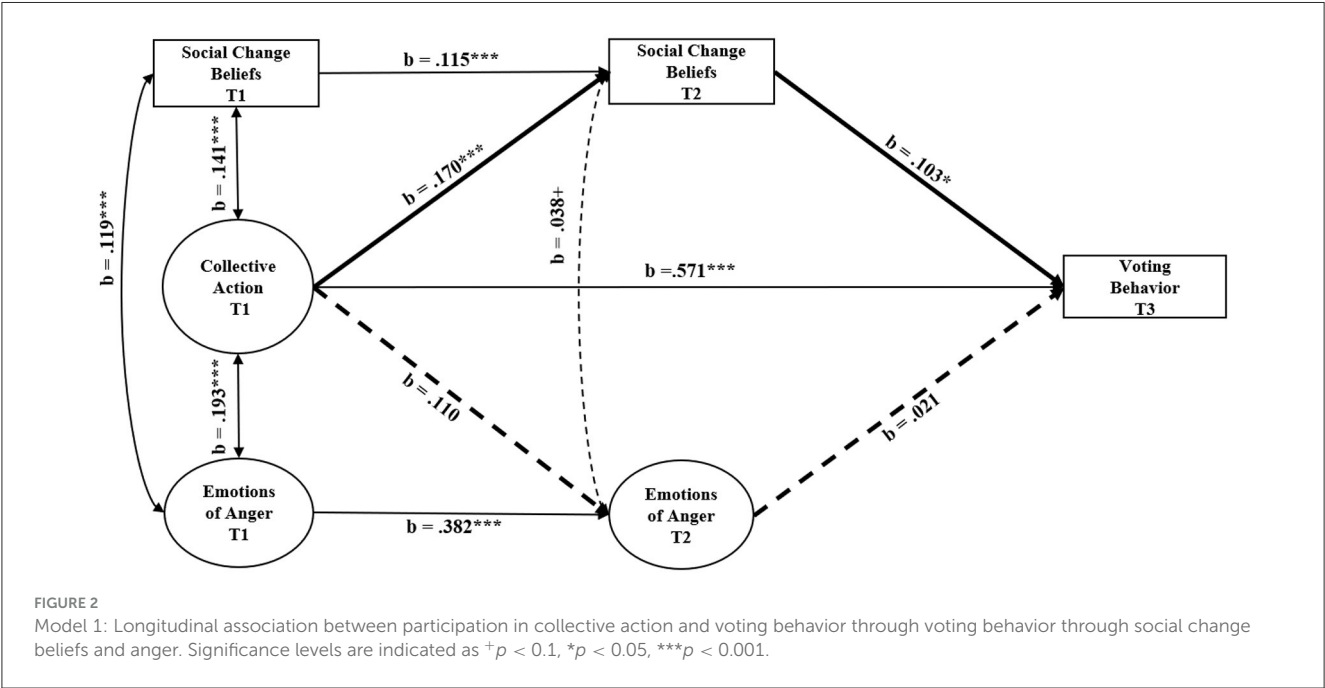 Social Change
Beliefs
T1
b = .115***
Social Change
Beliefs
T2
b = .141***
b = .170***
b = .103*
b = .119***
b = .038+
Collective
Action
T1
b =.571***
Voting
Behavior
T3
b = .193***
b = .110
b = .021
Emotions
of Anger
T1
b = .382***
Emotions
of Anger
T2
FIGURE 2
Model 1: Longitudinal association between participation in collective action and voting behavior through voting behavior through social change
beliefs and anger. Significance levels are indicated as +p < 0.1, *p < 0.05, ***p < 0.001.